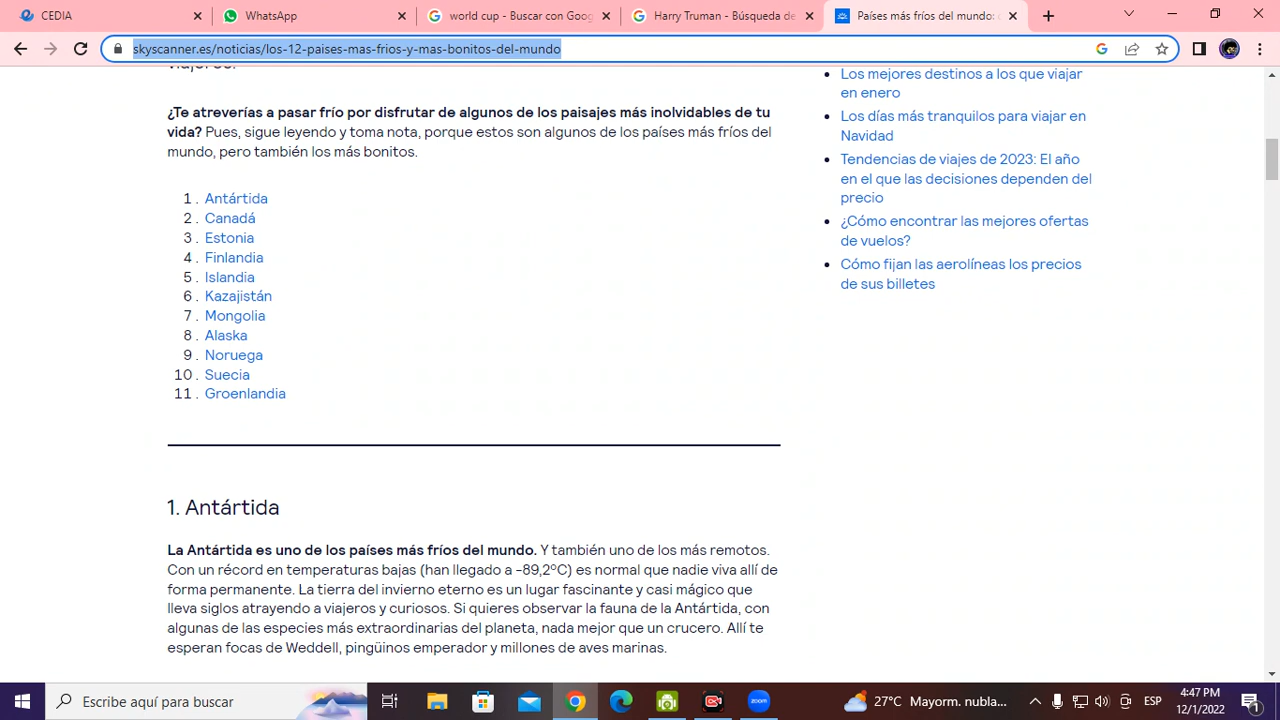 CEDIA
WhatsApp
world cup - Buscar con Goog
Harry Truman - Búsqueda de
Países más fríos del mundo:
skyscanner.es/noticias/los-12-paises-mas-frios-y-mas-bonitos-del-mundo
viajeros.
¿Te atreverías a pasar frío por disfrutar de algunos de los paisajes más inolvidables de tu
vida? Pues, sigue leyendo y toma nota, porque estos son algunos de los países más fríos del
mundo, pero también los más bonitos.
1. Antártida
2. Canadá
3. Estonia
4. Finlandia
5. Islandia
6. Kazajistán
7. Mongolia
8. Alaska
9. Noruega
10. Suecia
11. Groenlandia
1. Antártida
La Antártida es uno de los países más fríos del mundo. Y también uno de los más remotos.
Con un récord en temperaturas bajas (han llegado a -89,2ºC) es normal que nadie viva allí de
forma permanente. La tierra del invierno eterno es un lugar fascinante y casi mágico que
lleva siglos atrayendo a viajeros y curiosos. Si quieres observar la fauna de la Antártida, con
algunas de las especies más extraordinarias del planeta, nada mejor que un crucero. Allí te
esperan focas de Weddell, pingüinos emperador y millones de aves marinas.
Los mejores destinos a los que viajar
en enero
Los días más tranquilos para viajar en
Navidad
Tendencias de viajes de 2023: El año
en el que las decisiones dependen del
precio
¿Cómo encontrar las mejores ofertas
de vuelos?
Cómo fijan las aerolíneas los precios
de sus billetes
Escribe aquí para buscar
zoom
27°C Mayorm. nubla...
ESP
4:47 PM
12/1/2022
1